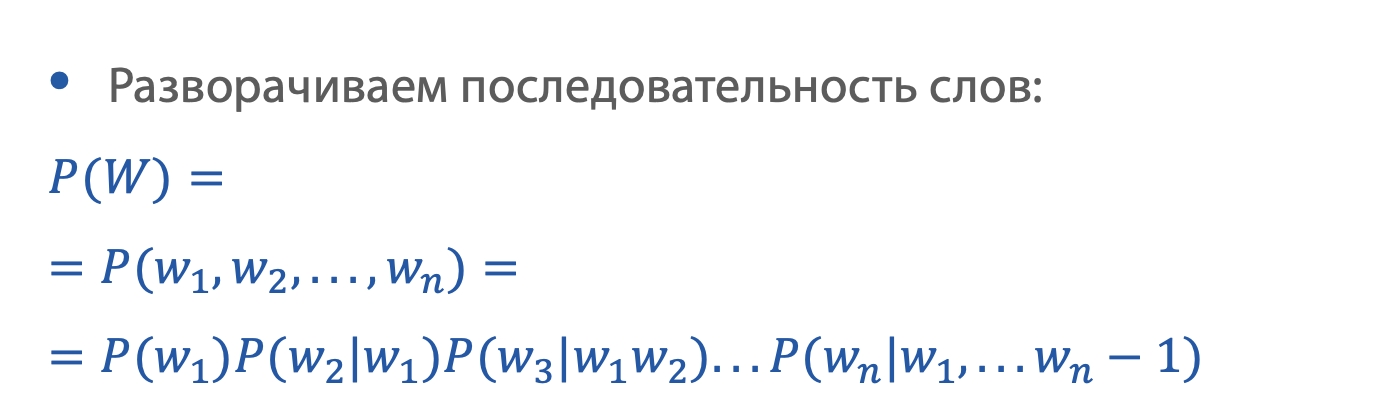 • Разворачиваем последовательность слов:
P(W) =
= P(w₁, w₂, . . . , wₙ) =
= P(w₁)P(w₂|w₁)P(w₃|w₁w₂). . . P(wₙ|w₁, . . . wₙ − 1)